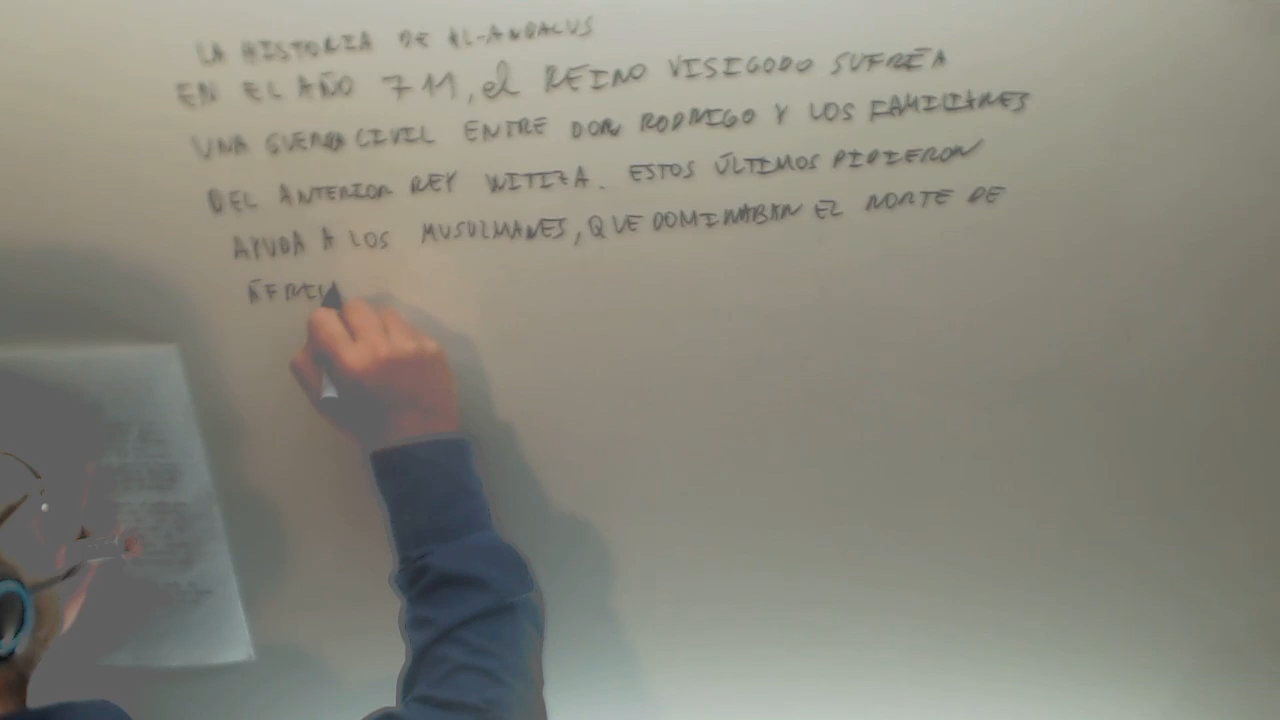 LA HISTORIA DE AL-ANDALUS
EN EL AÑO 711, el REINO VISIGODO SUFRÍA
UNA GUERRA CIVIL ENTRE DON RODRIGO Y LOS FAMILIARES
DEL ANTERIOR REY WITIZA. ESTOS ÚLTIMOS PIDIERON
AYUDA A LOS MUSULMANES, QUE DOMINABAN EL NORTE DE